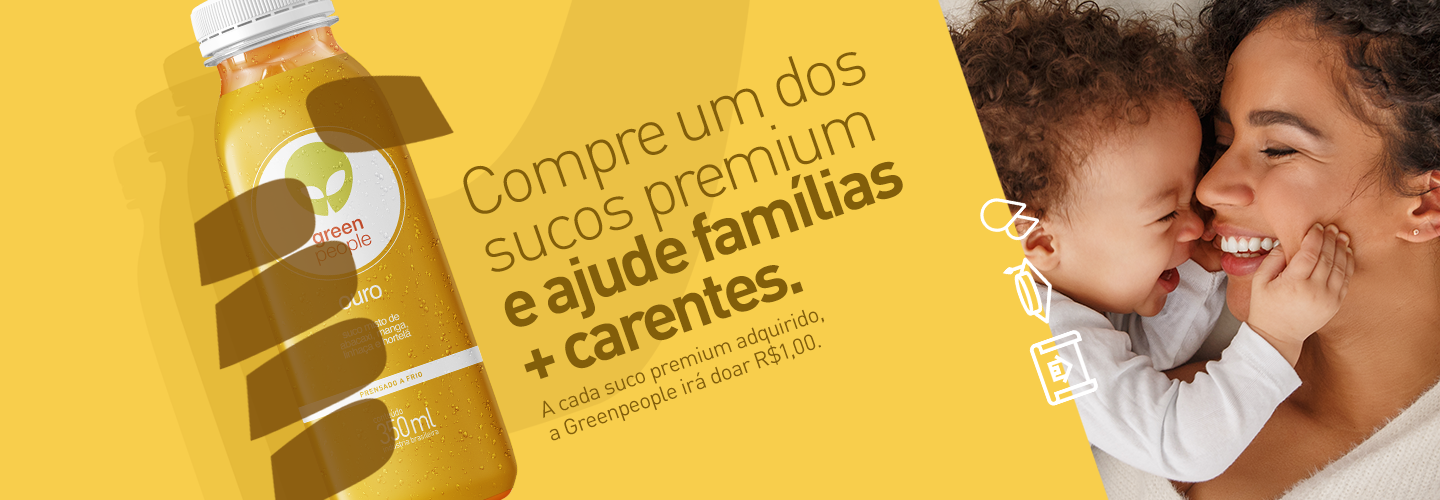 Compre um dos
sucos premium
e ajude famílias
+ carentes.
A cada suco premium adquirido,
a Greenpeople irá doar R$1,00.
green
people
ouro
PRENSADO A FRIO
350ml